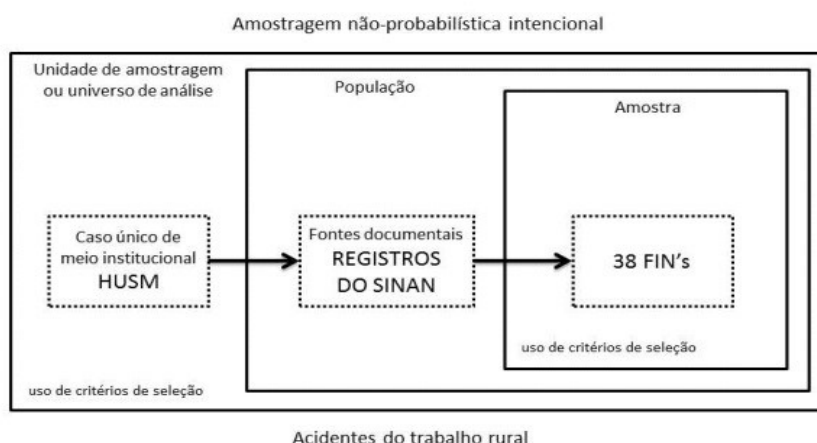 Amostragem não-probabilística intencional
Unidade de amostragem
ou universo de análise
População
Amostra
Caso único de
meio institucional
HUSM
Fontes documentais
REGISTROS
DO SINAN
38 FIN's
uso de critérios de seleção
uso de critérios de seleção
Acidentes do trabalho rural